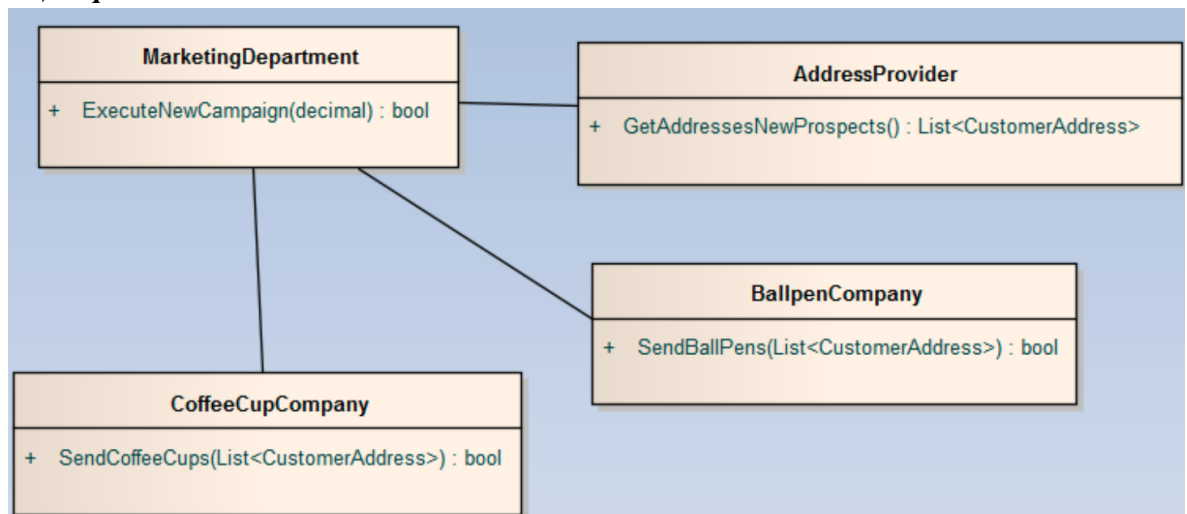 MarketingDepartment
+ ExecuteNewCampaign(decimal) : bool
AddressProvider
+ GetAddressesNewProspects() : List<CustomerAddress>
BallpenCompany
+ SendBallPens(List<CustomerAddress>) : bool
CoffeeCupCompany
+ SendCoffeeCups(List<CustomerAddress>) : bool